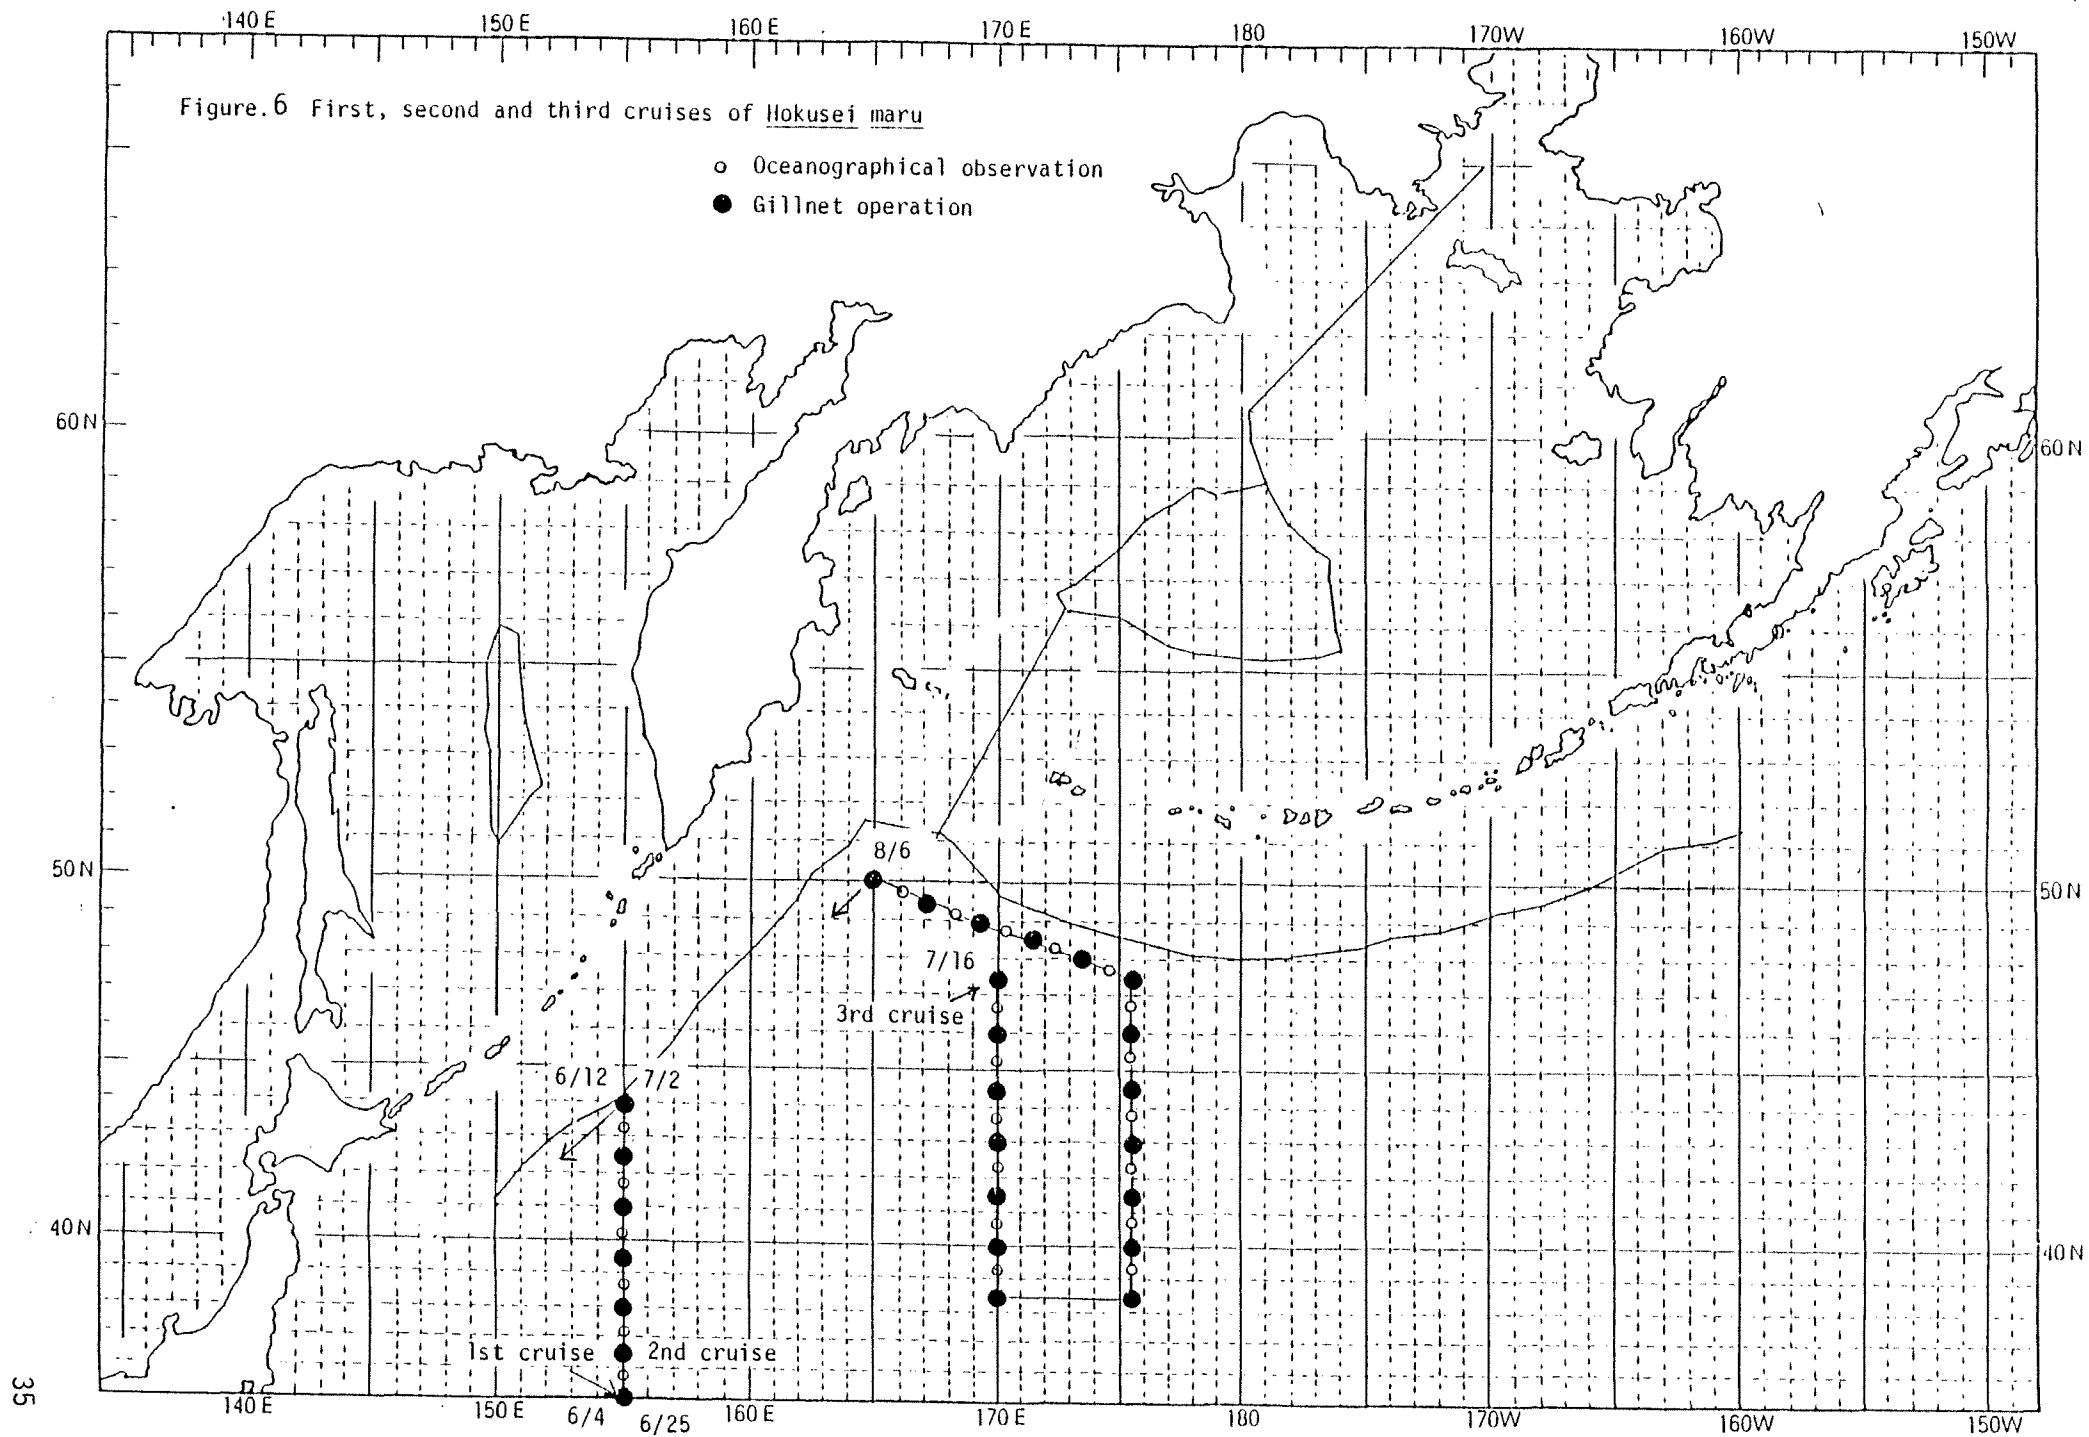 140E 150E 160E 170E 180 170W 160W 150W
Figure.6 First, second and third cruises of Hokusei maru
Oceanographical observation
Gillnet operation
60N 60N
8/6
50N 50N
7/16
3rd cruise
6/12 7/2
40N 40N
1st cruise 2nd cruise
6/4 6/25
140E 150E 160E 170E 180 170W 160W 150W
35